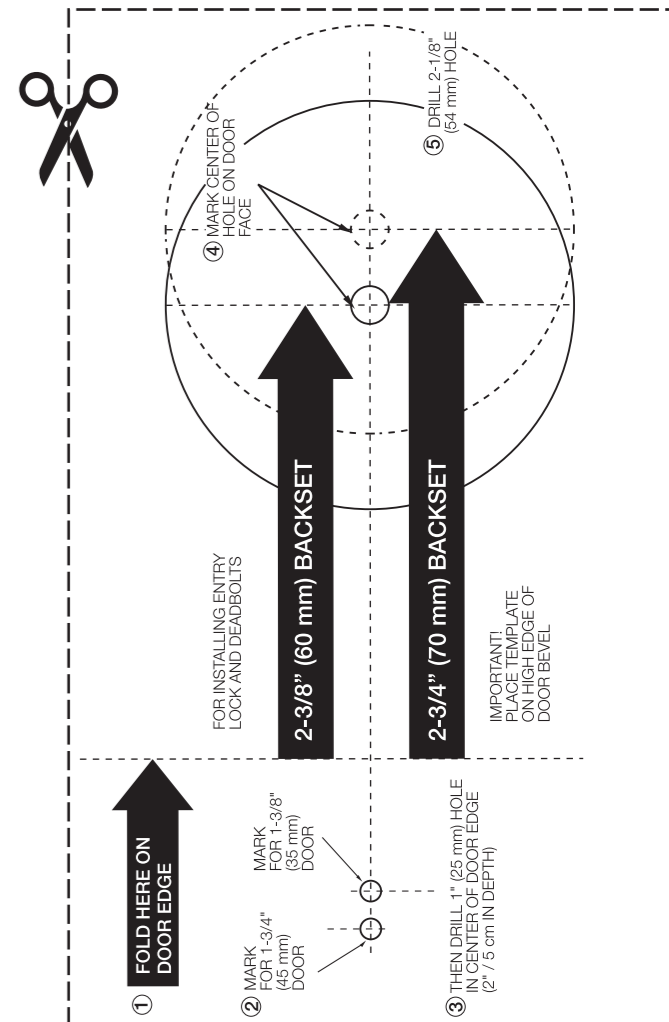 ① FOLD HERE ON
DOOR EDGE
② MARK
FOR 1-3/4"
(45 mm)
DOOR
MARK
FOR 1-3/8"
(35 mm)
DOOR
③ THEN DRILL 1" (25 mm) HOLE
IN CENTER OF DOOR EDGE
(2" / 5 cm IN DEPTH)
FOR INSTALLING ENTRY
LOCK AND DEADBOLTS
2-3/8” (60 mm) BACKSET
2-3/4” (70 mm) BACKSET
IMPORTANT!
PLACE TEMPLATE
ON HIGH EDGE OF
DOOR BEVEL
④ MARK CENTER OF
HOLE ON DOOR
FACE
⑤ DRILL 2-1/8"
(54 mm) HOLE